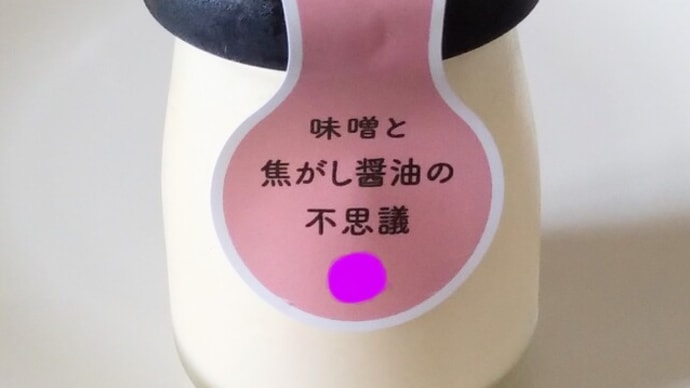 味噌と
焦がし醤油の
不思議